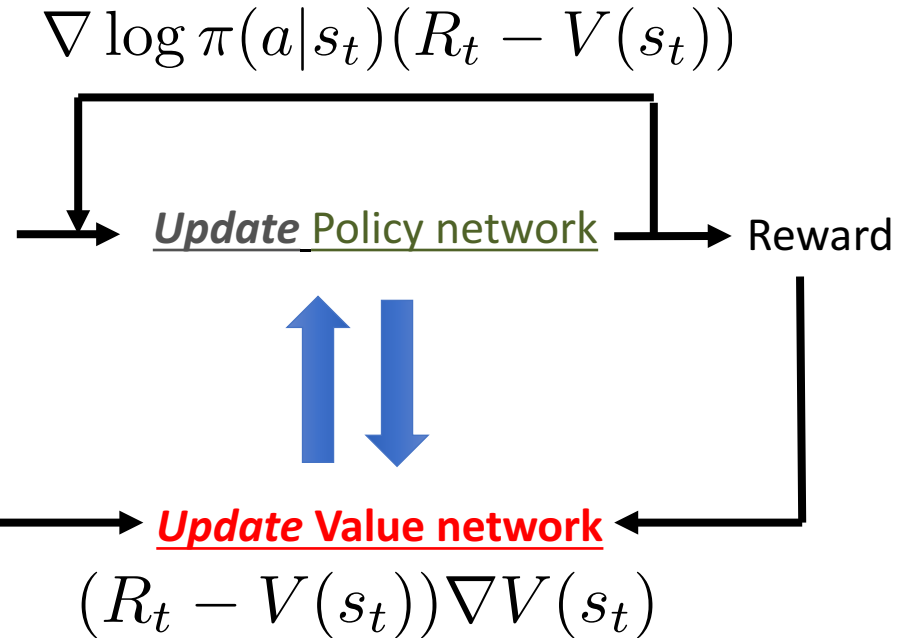 ∇ log π(a|s_t)(R_t − V(s_t))
Update Policy network
Reward
Update Value network
(R_t − V(s_t))∇V(s_t)